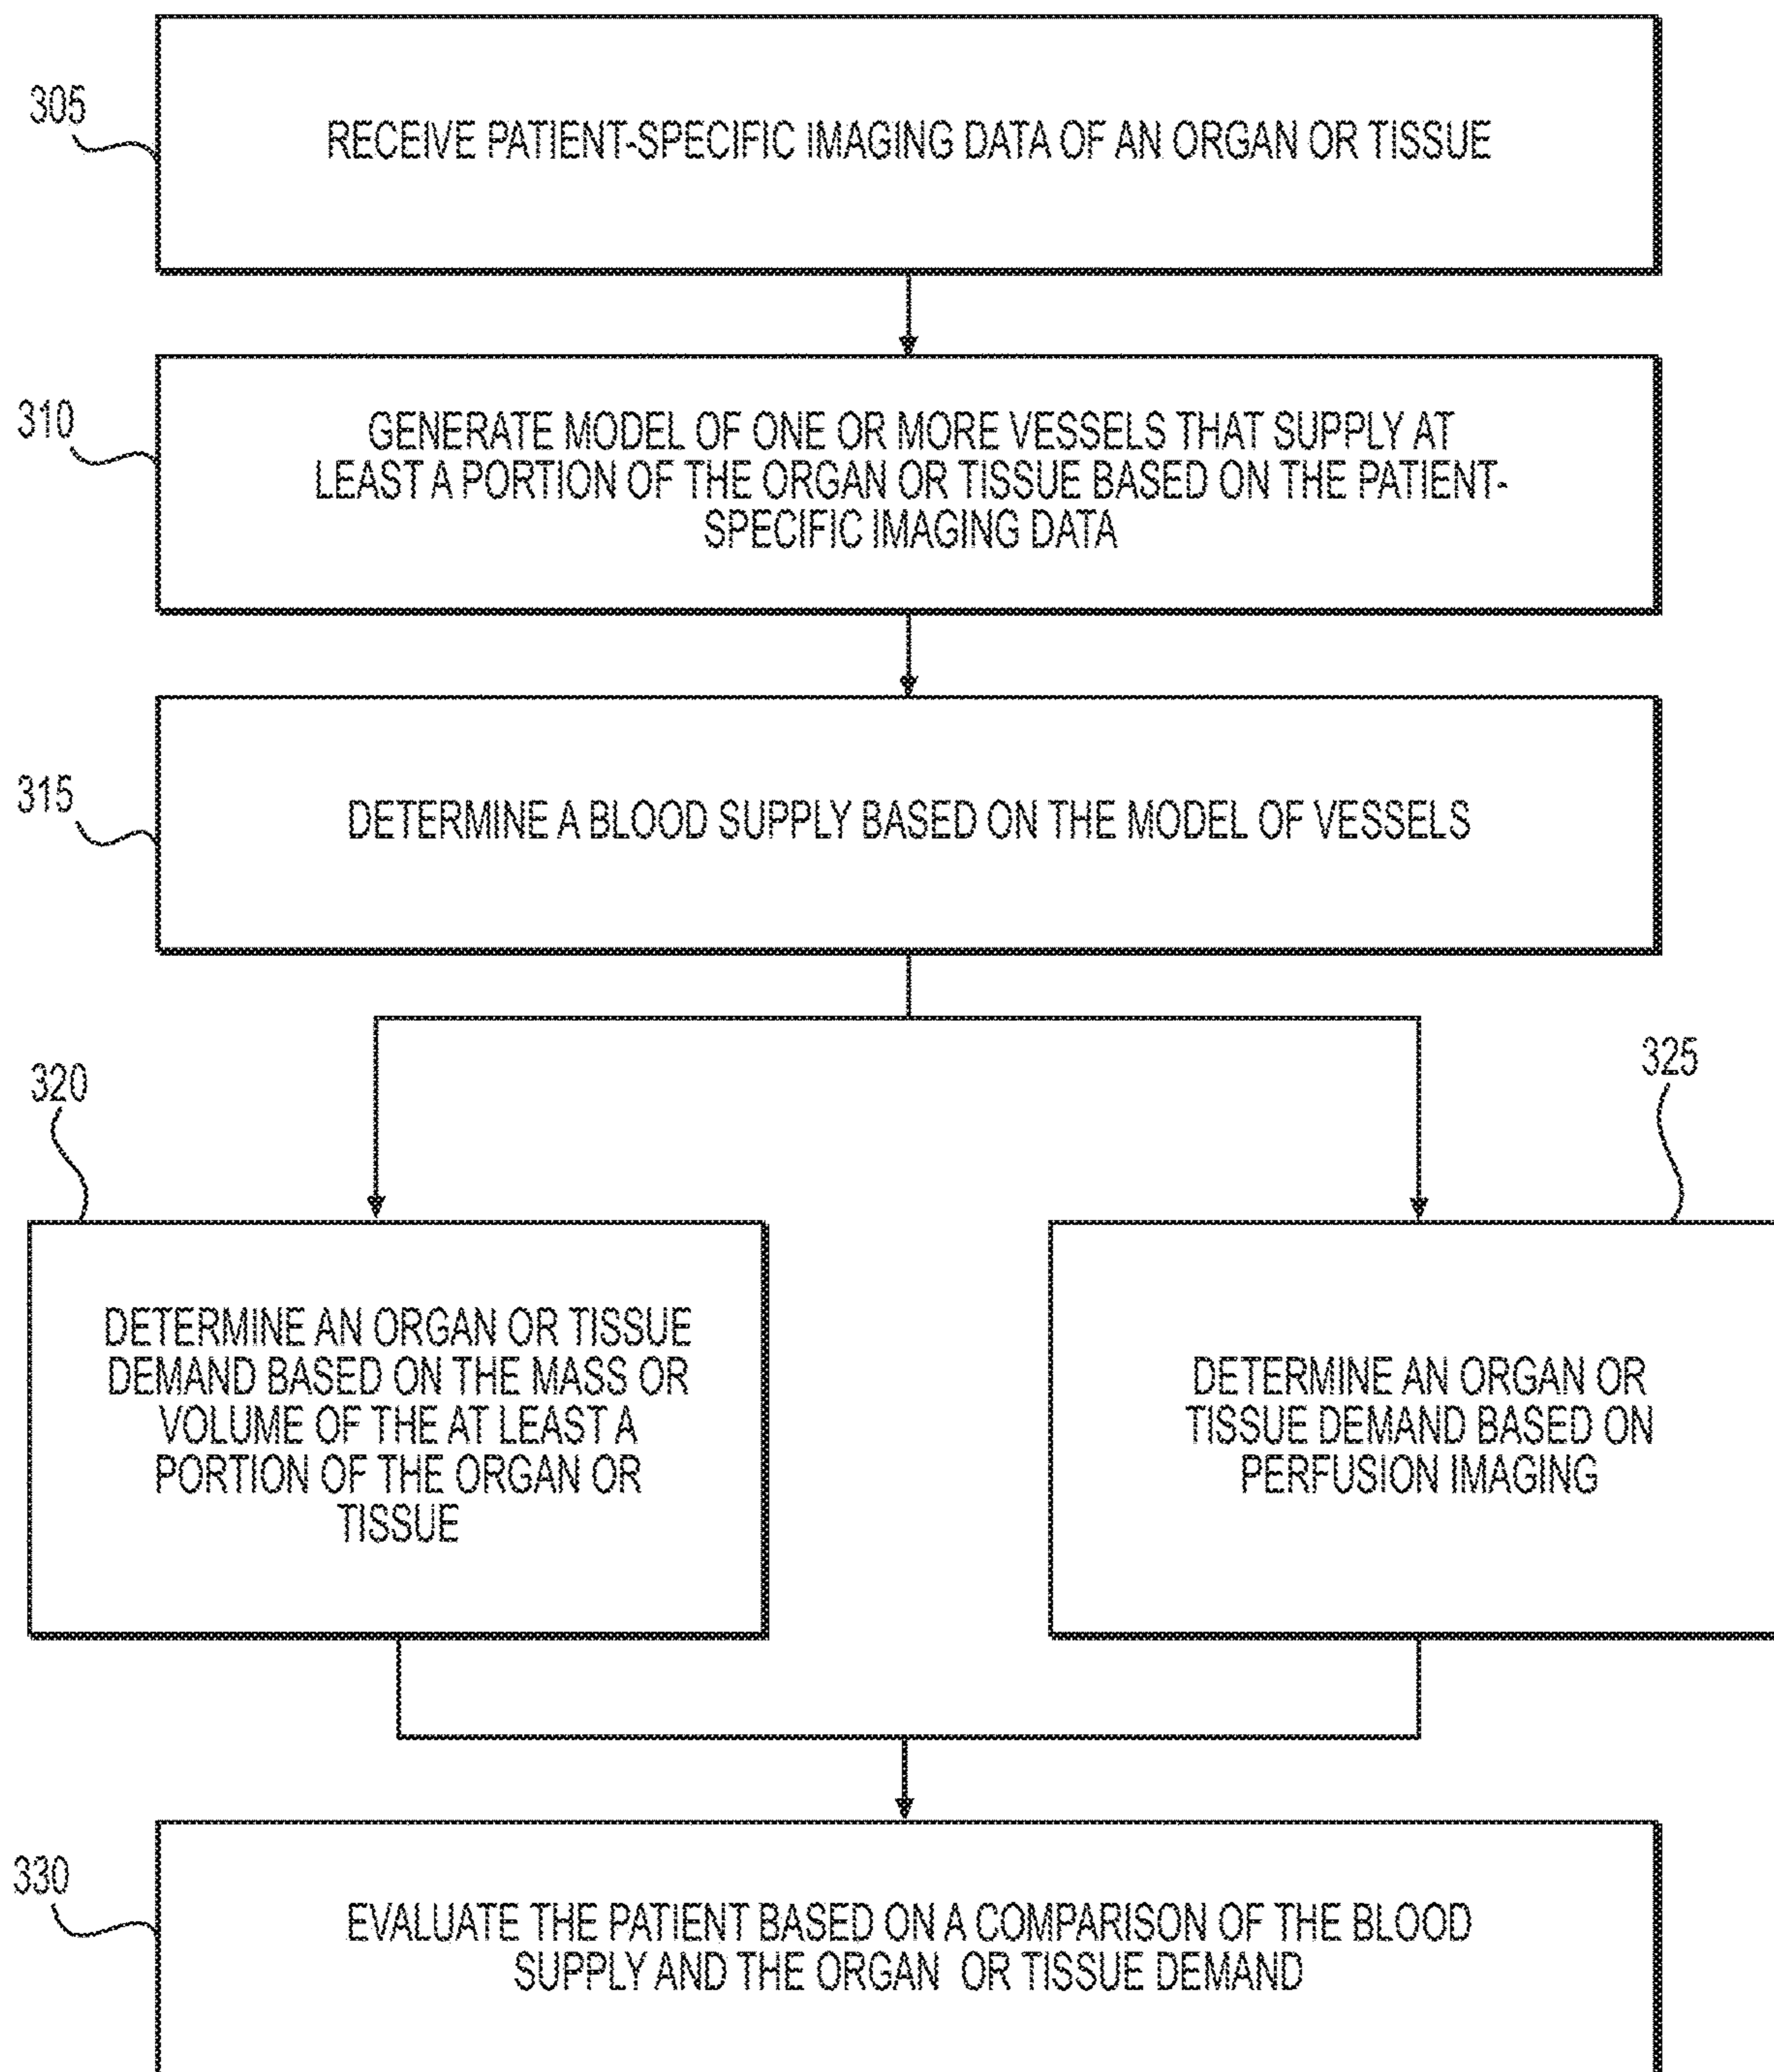 305
RECEIVE PATIENT-SPECIFIC IMAGING DATA OF AN ORGAN OR TISSUE
310
GENERATE MODEL OF ONE OR MORE VESSELS THAT SUPPLY AT
LEAST A PORTION OF THE ORGAN OR TISSUE BASED ON THE PATIENT-
SPECIFIC IMAGING DATA
315
DETERMINE A BLOOD SUPPLY BASED ON THE MODEL OF VESSELS
320
DETERMINE AN ORGAN OR TISSUE
DEMAND BASED ON THE MASS OR
VOLUME OF THE AT LEAST A
PORTION OF THE ORGAN OR
TISSUE
325
DETERMINE AN ORGAN OR
TISSUE DEMAND BASED ON
PERFUSION IMAGING
330
EVALUATE THE PATIENT BASED ON A COMPARISON OF THE BLOOD
SUPPLY AND THE ORGAN OR TISSUE DEMAND